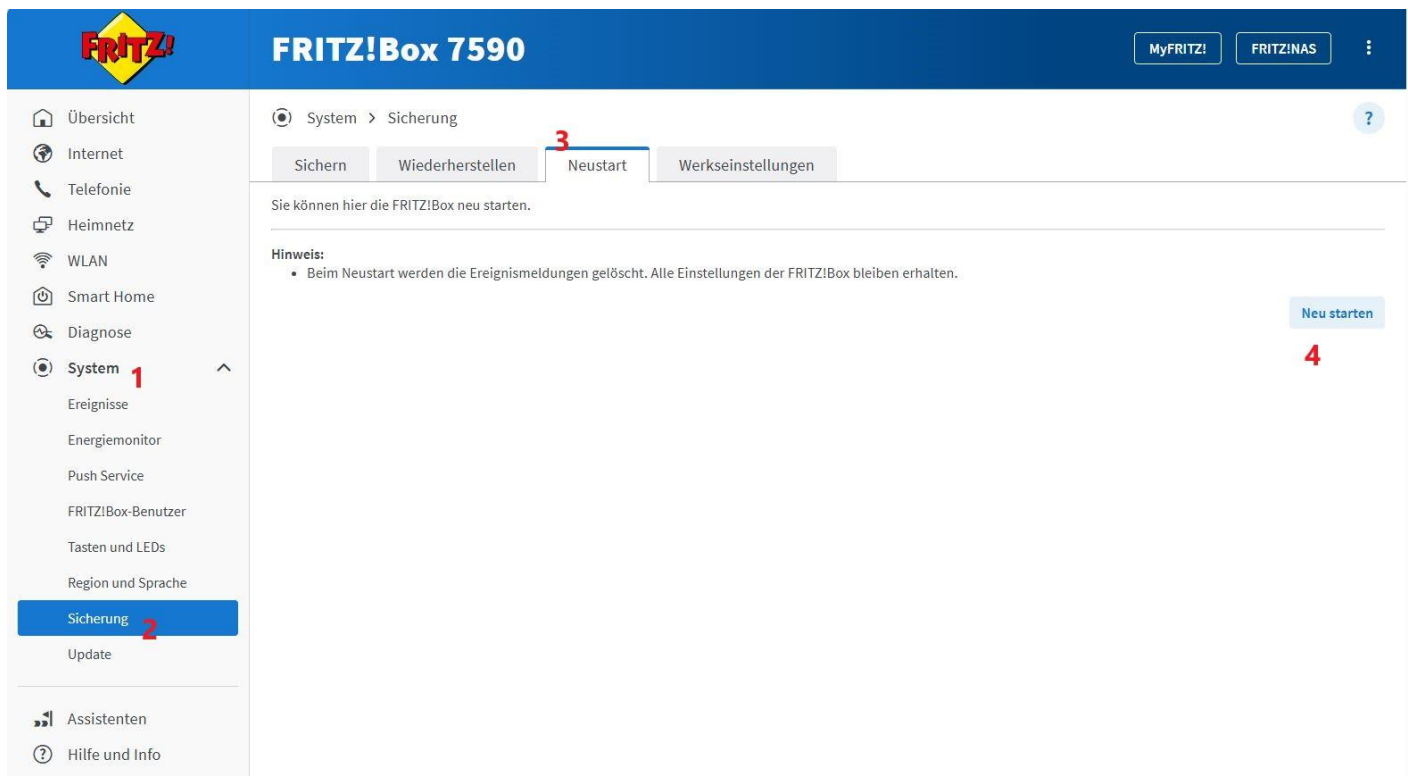 FRITZ!
FRITZ!Box 7590
MyFRITZ!
FRITZ!NAS
Übersicht
Internet
Telefonie
Heimnetz
WLAN
Smart Home
Diagnose
System 1
Ereignisse
Energiemonitor
Push Service
FRITZ!Box-Benutzer
Tasten und LEDs
Region und Sprache
Sicherung 2
Update
Assistenten
Hilfe und Info
System > Sicherung
?
3
Sichern Wiederherstellen Neustart Werkseinstellungen
Sie können hier die FRITZ!Box neu starten.
Hinweis:
• Beim Neustart werden die Ereignismeldungen gelöscht. Alle Einstellungen der FRITZ!Box bleiben erhalten.
Neu starten
4